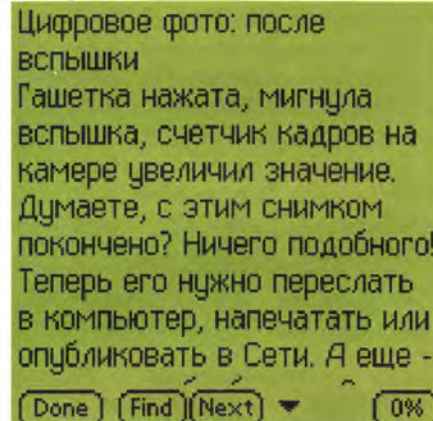 Цифровое фото: после
вспышки
Гашетка нажата, мигнула
вспышка, счетчик кадров на
камере увеличил значение.
Думаете, с этим снимком
покончено? Ничего подобного!
Теперь его нужно переслать
в компьютер, напечатать или
опубликовать в Сети. А еще -
Done Find Next 0%